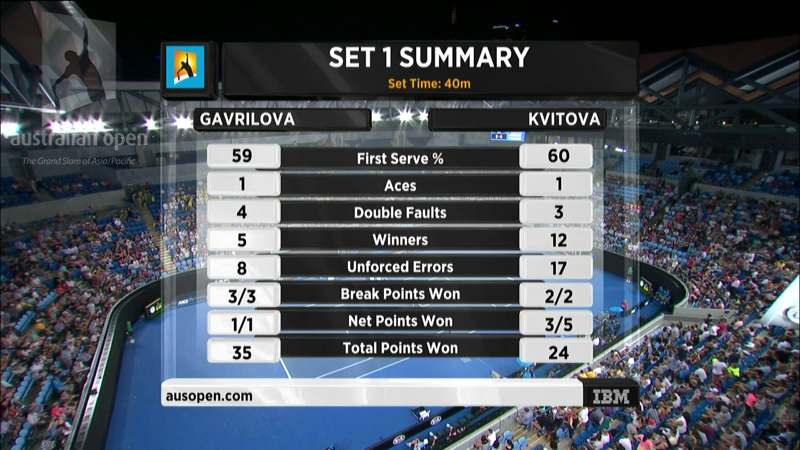 SET 1 SUMMARY
Set Time: 40m
GAVRILOVA KVITOVA
australian open
The Grand Slam of Asia/Pacific
59 First Serve % 60
1 Aces 1
4 Double Faults 3
5 Winners 12
8 Unforced Errors 17
3/3 Break Points Won 2/2
1/1 Net Points Won 3/5
35 Total Points Won 24
ausopen.com IBM